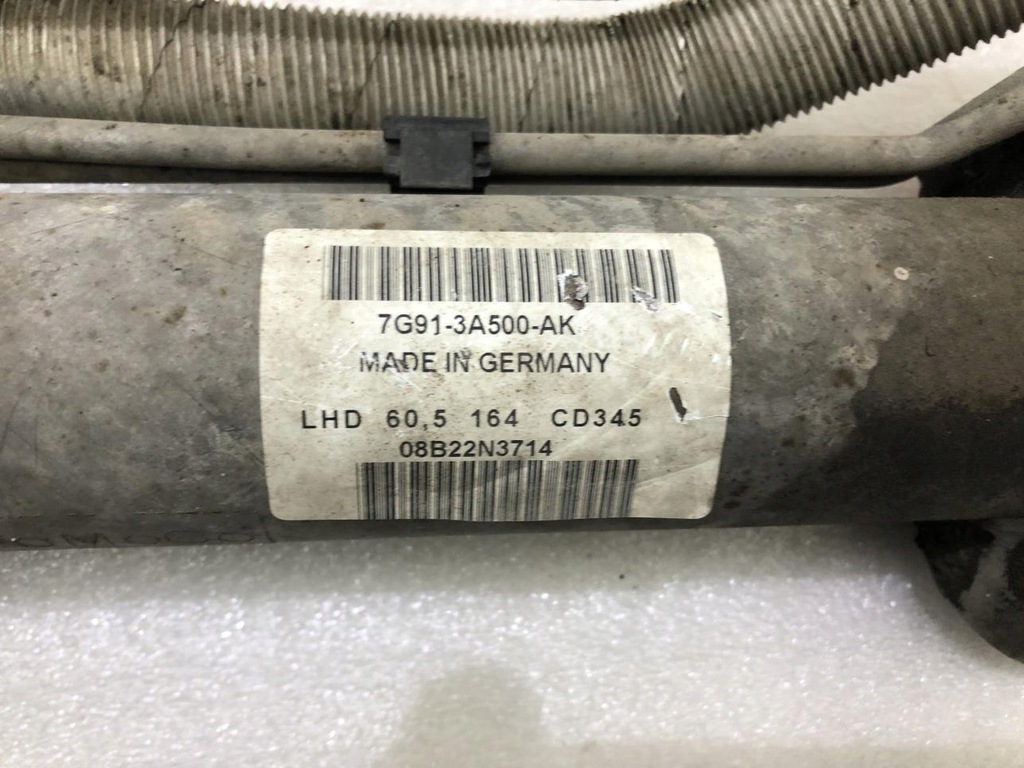 7G91-3A500-AK
MADE IN GERMANY
LHD 60,5 164 CD345
08B22N3714